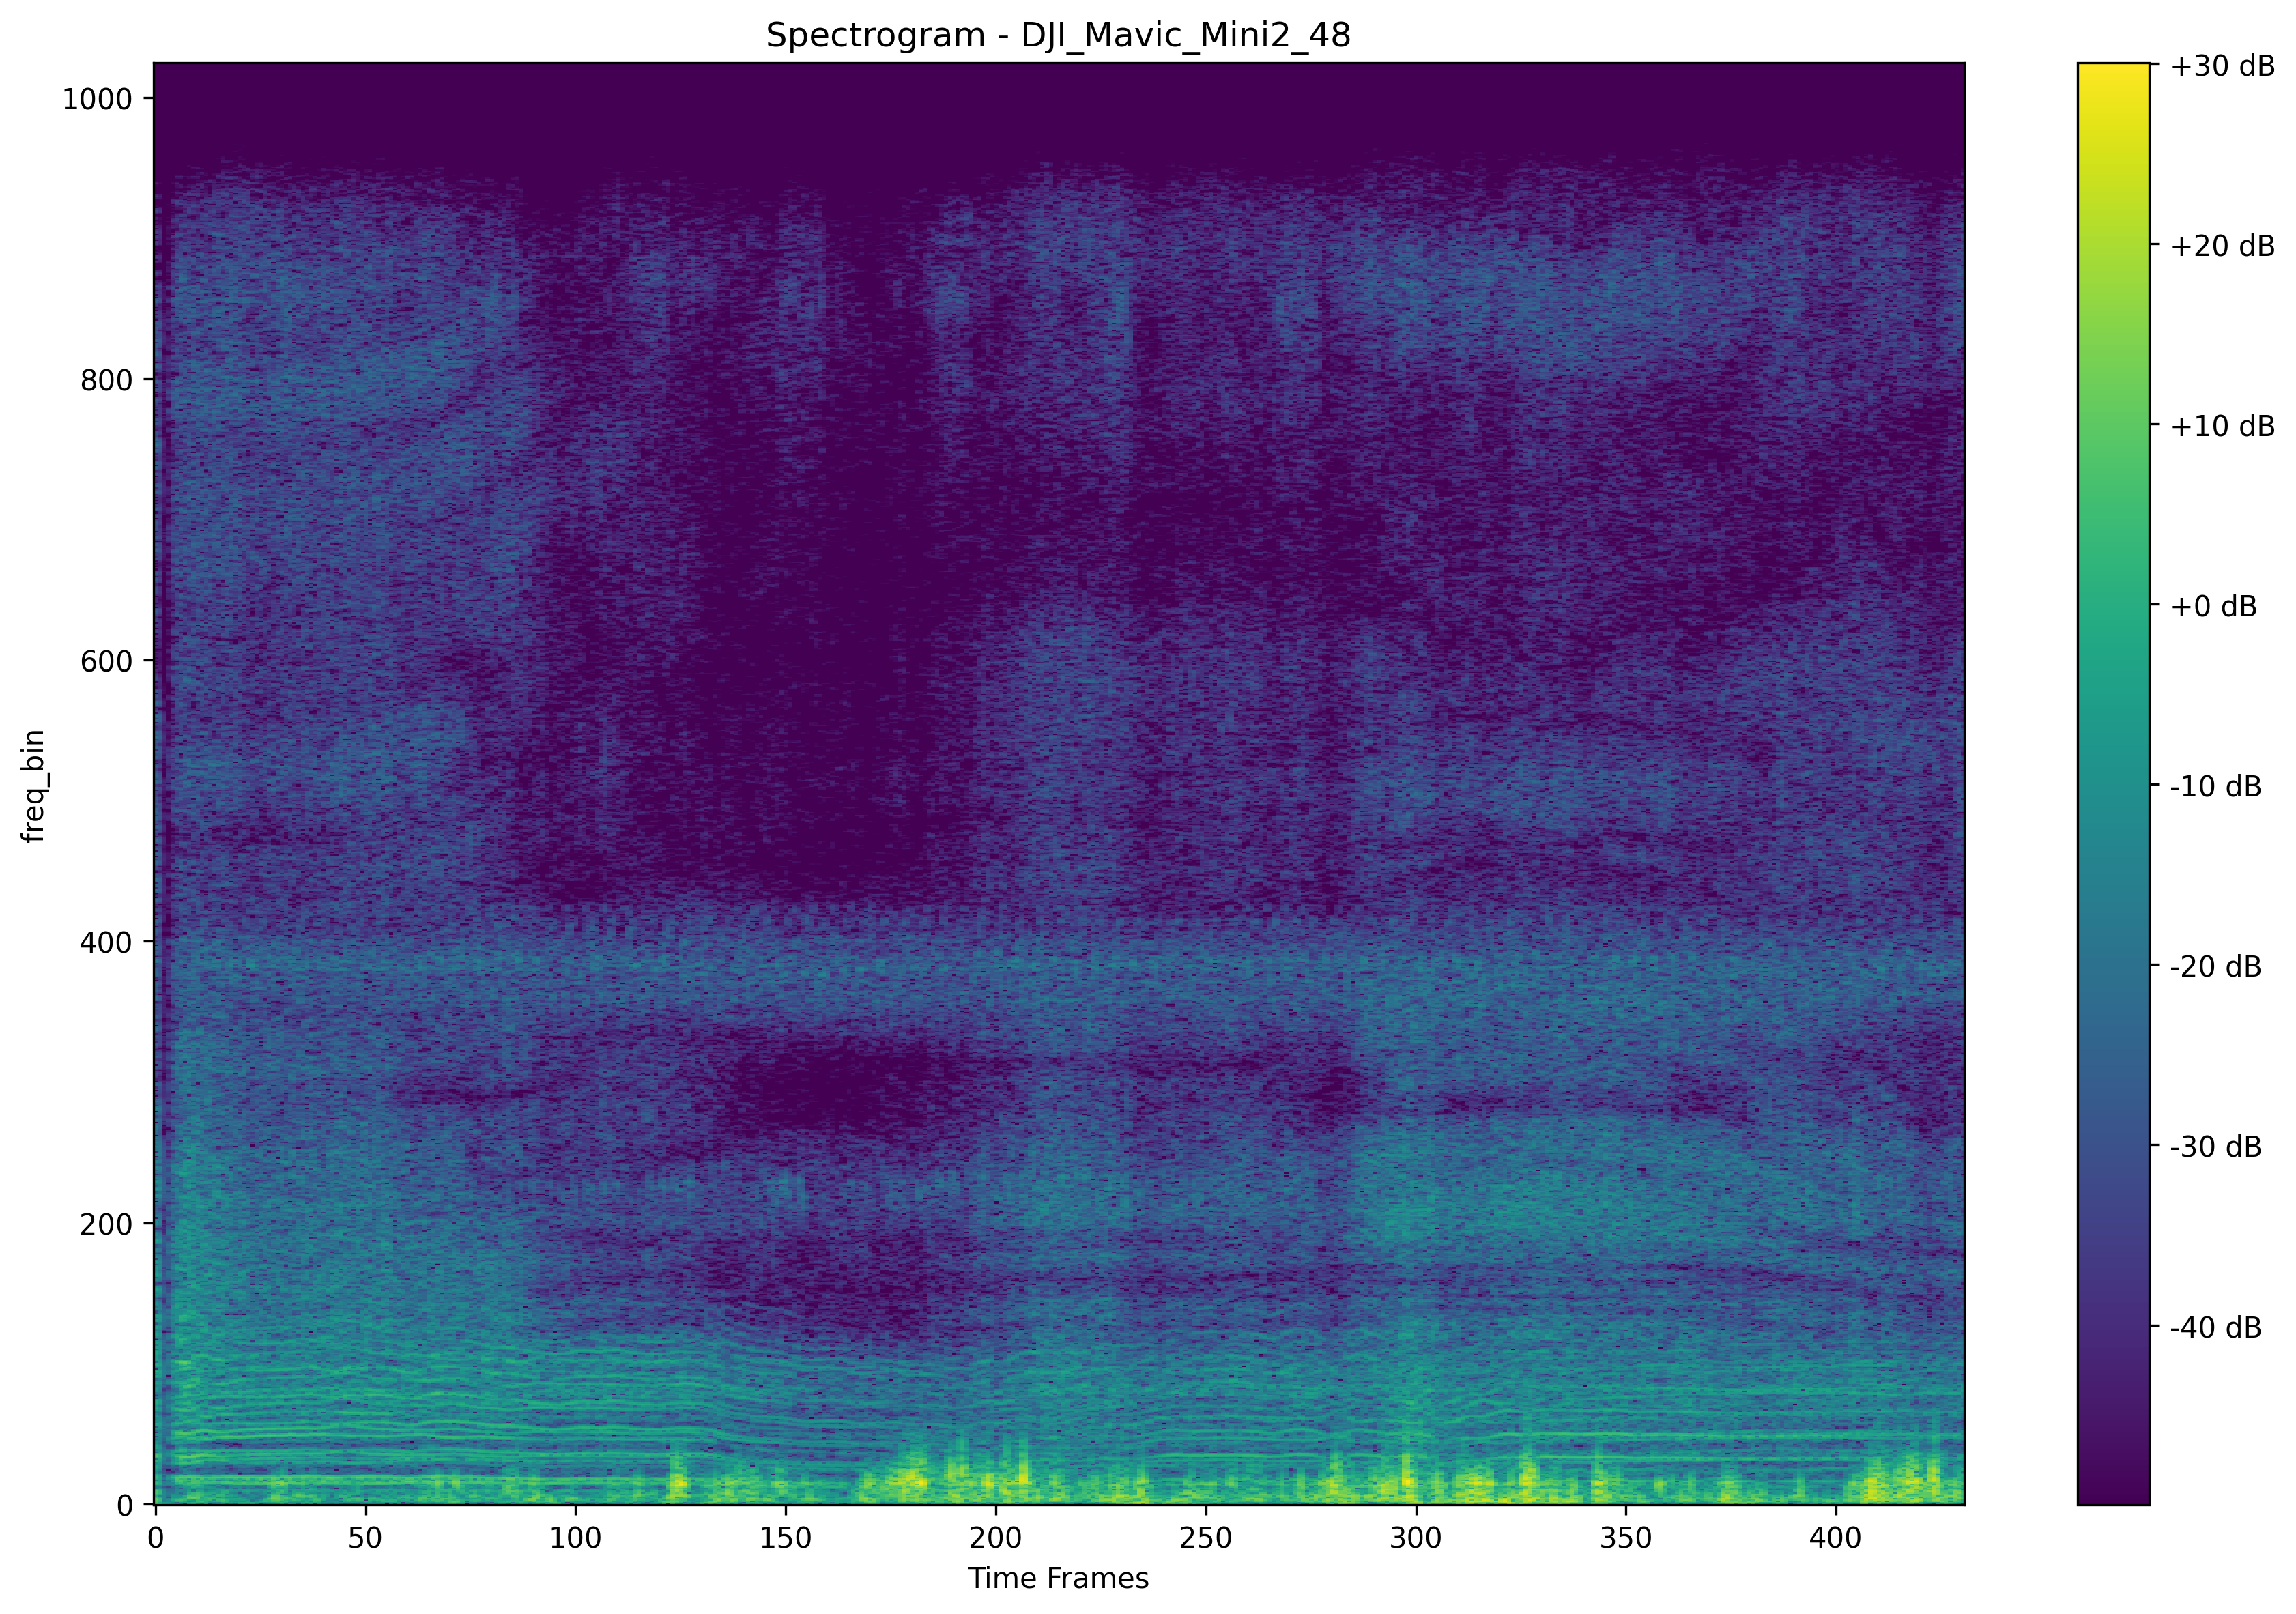 Spectrogram - DJI_Mavic_Mini2_48
1000
800
600
400
200
0
freq_bin
0 50 100 150 200 250 300 350 400
Time Frames
+30 dB
+20 dB
+10 dB
+0 dB
-10 dB
-20 dB
-30 dB
-40 dB